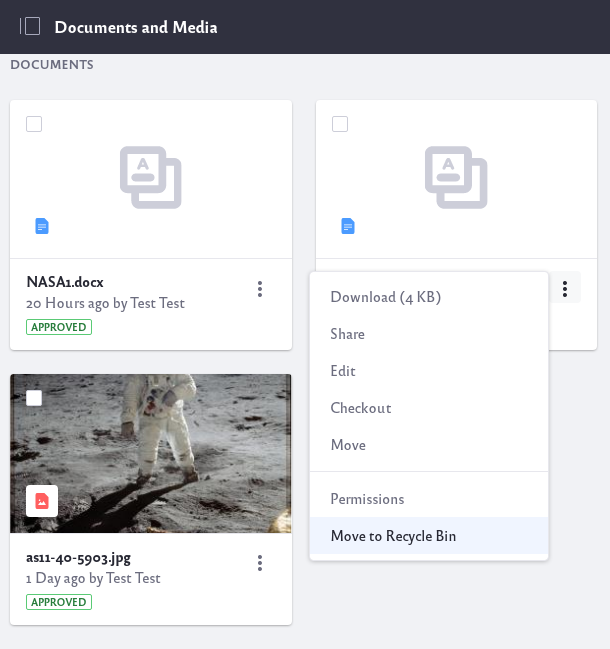 Documents and Media
DOCUMENTS
A
A
NASA1.docx
20 Hours ago by Test Test
APPROVED
Download (4 KB)
Share
Edit
Checkout
Move
Permissions
Move to Recycle Bin
as11-40-5903.jpg
1 Day ago by Test Test
APPROVED